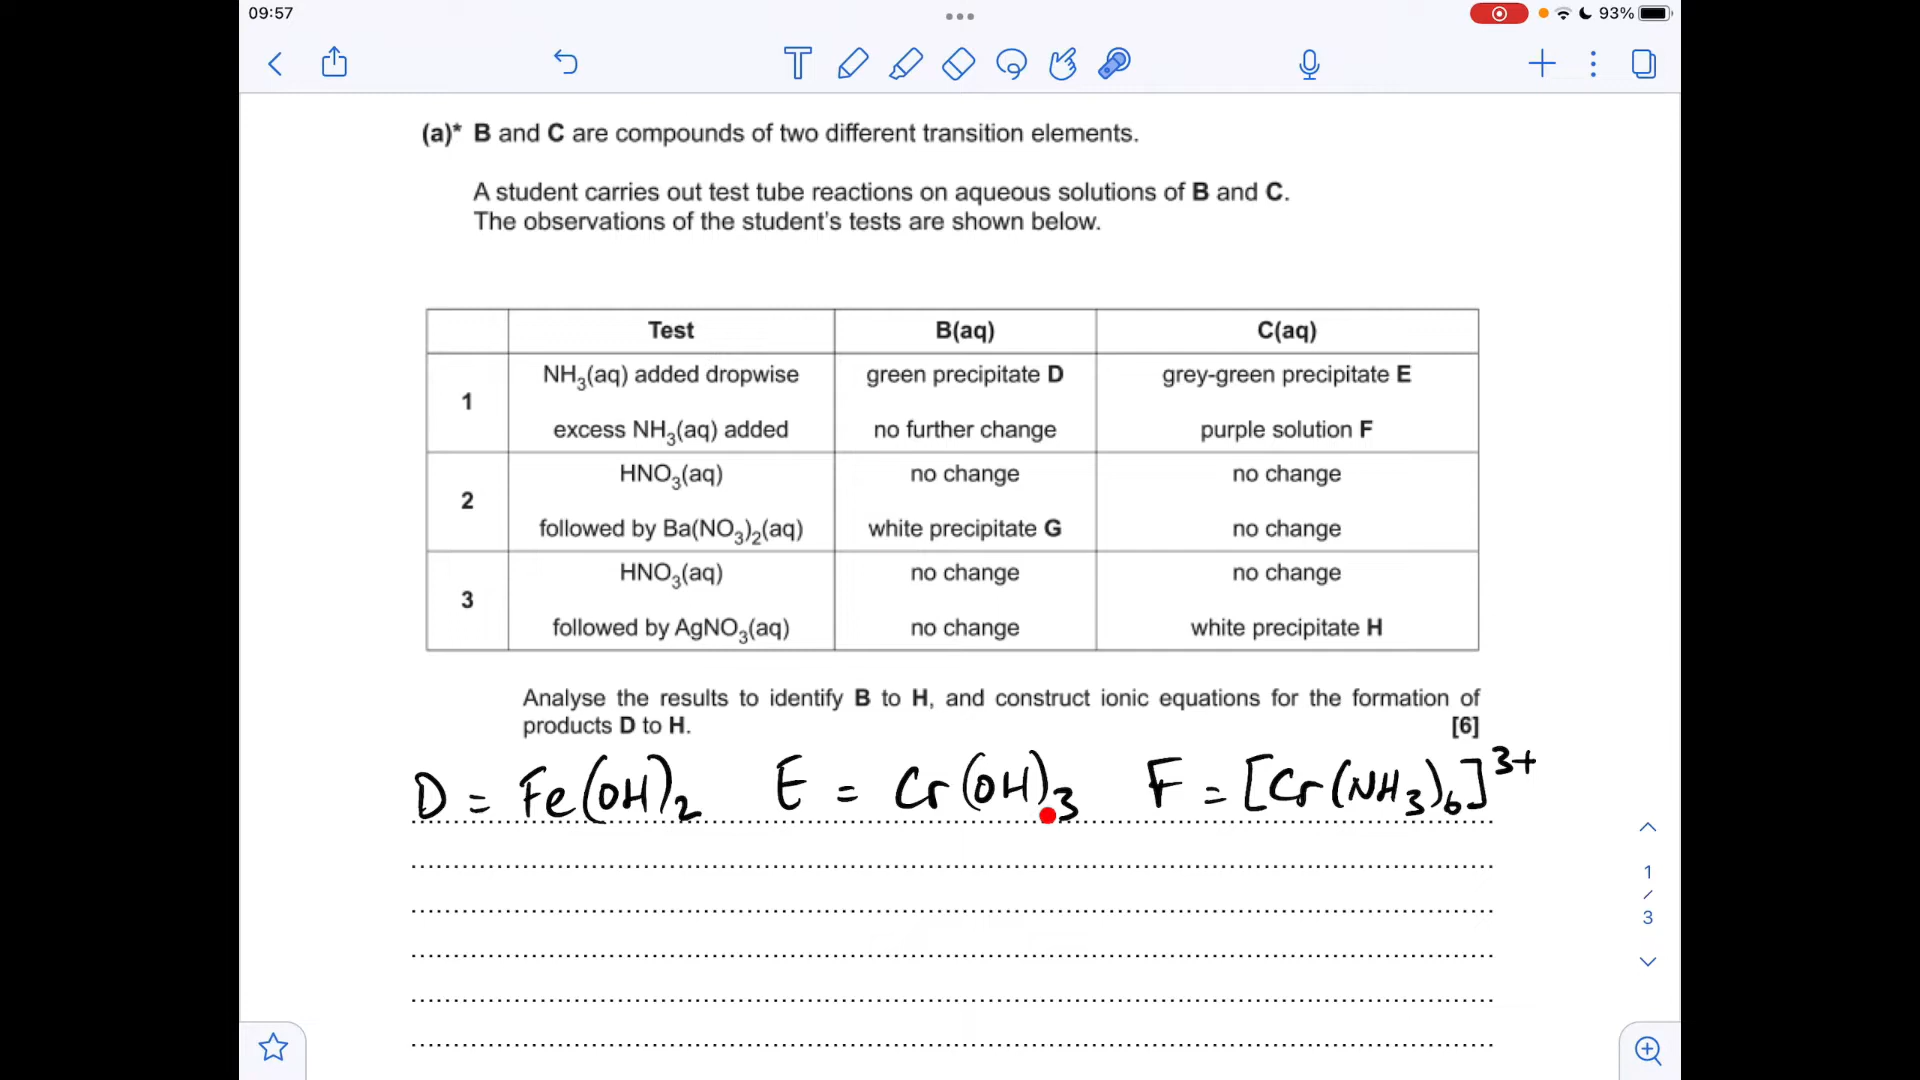 09:57
93%
(a)* B and C are compounds of two different transition elements.
A student carries out test tube reactions on aqueous solutions of B and C.
The observations of the student's tests are shown below.
Test B(aq) C(aq)
1 NH₃(aq) added dropwise green precipitate D grey-green precipitate E
excess NH₃(aq) added no further change purple solution F
2 HNO₃(aq) no change no change
followed by Ba(NO₃)₂(aq) white precipitate G no change
3 HNO₃(aq) no change no change
followed by AgNO₃(aq) no change white precipitate H
Analyse the results to identify B to H, and construct ionic equations for the formation of
products D to H. [6]
D = Fe(OH)₂ E = Cr(OH)₃ F = [Cr(NH₃)₆]³⁺
1
/
3